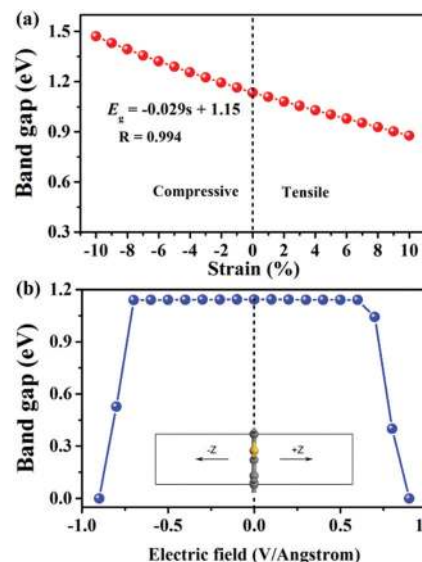 (a)
1.5
1.2
0.9
0.6
0.3
Band gap (eV)
E_g = -0.029s + 1.15
R = 0.994
Compressive
Tensile
-10 -8 -6 -4 -2 0 2 4 6 8 10
Strain (%)
(b)
1.2
0.9
0.6
0.3
0.0
Band gap (eV)
-Z
+Z
-1.0 -0.5 0.0 0.5 1
Electric field (V/Angstrom)